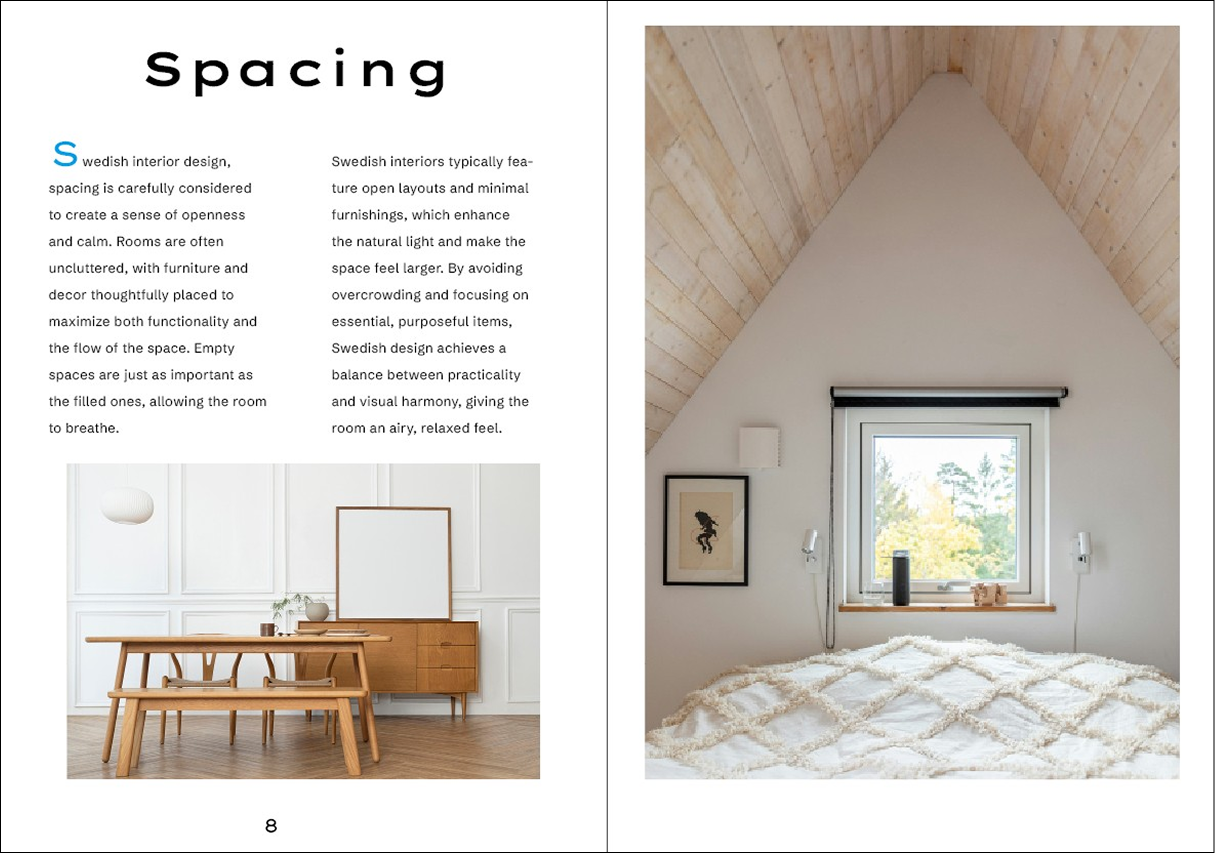 Spacing
Swedish interior design,
spacing is carefully considered
to create a sense of openness
and calm. Rooms are often
uncluttered, with furniture and
decor thoughtfully placed to
maximize both functionality and
the flow of the space. Empty
spaces are just as important as
the filled ones, allowing the room
to breathe.
Swedish interiors typically fea-
ture open layouts and minimal
furnishings, which enhance
the natural light and make the
space feel larger. By avoiding
overcrowding and focusing on
essential, purposeful items,
Swedish design achieves a
balance between practicality
and visual harmony, giving the
room an airy, relaxed feel.
8